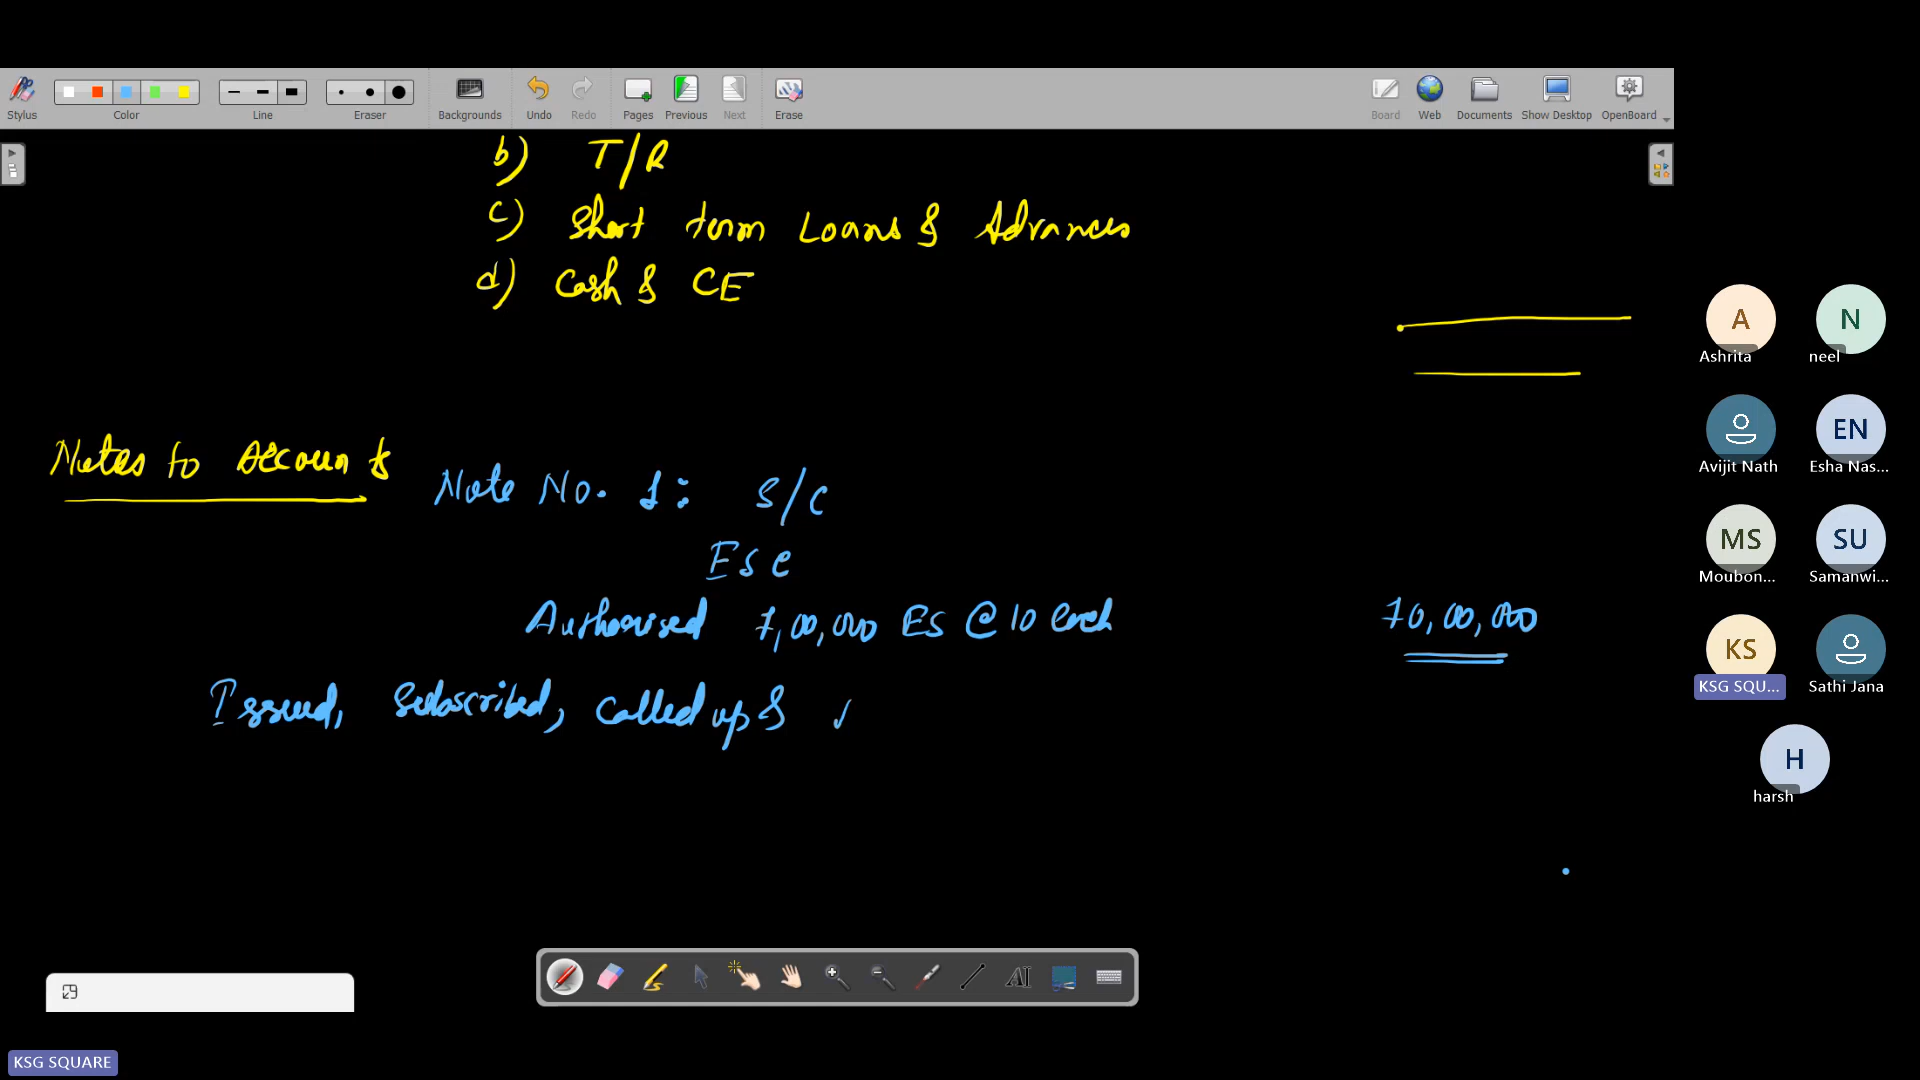 Stylus
Color
Line
Eraser
Backgrounds
Undo
Redo
Pages
Previous
Next
Erase
Board
Web
Documents
Show Desktop
OpenBoard
b) T/R
c) Short term Loans & Advances
d) Cash & CE
Notes to Accounts
Note No. 1: S/C
ESC
Authorised 7,00,000 ES @ 10 each 70,00,000
Issued, Subscribed, Called up &
A
Ashrita
N
neel
Avijit Nath
EN
Esha Nas...
MS
Moubon...
SU
Samanwi...
KS
KSG SQU...
Sathi Jana
H
harsh
AI
KSG SQUARE